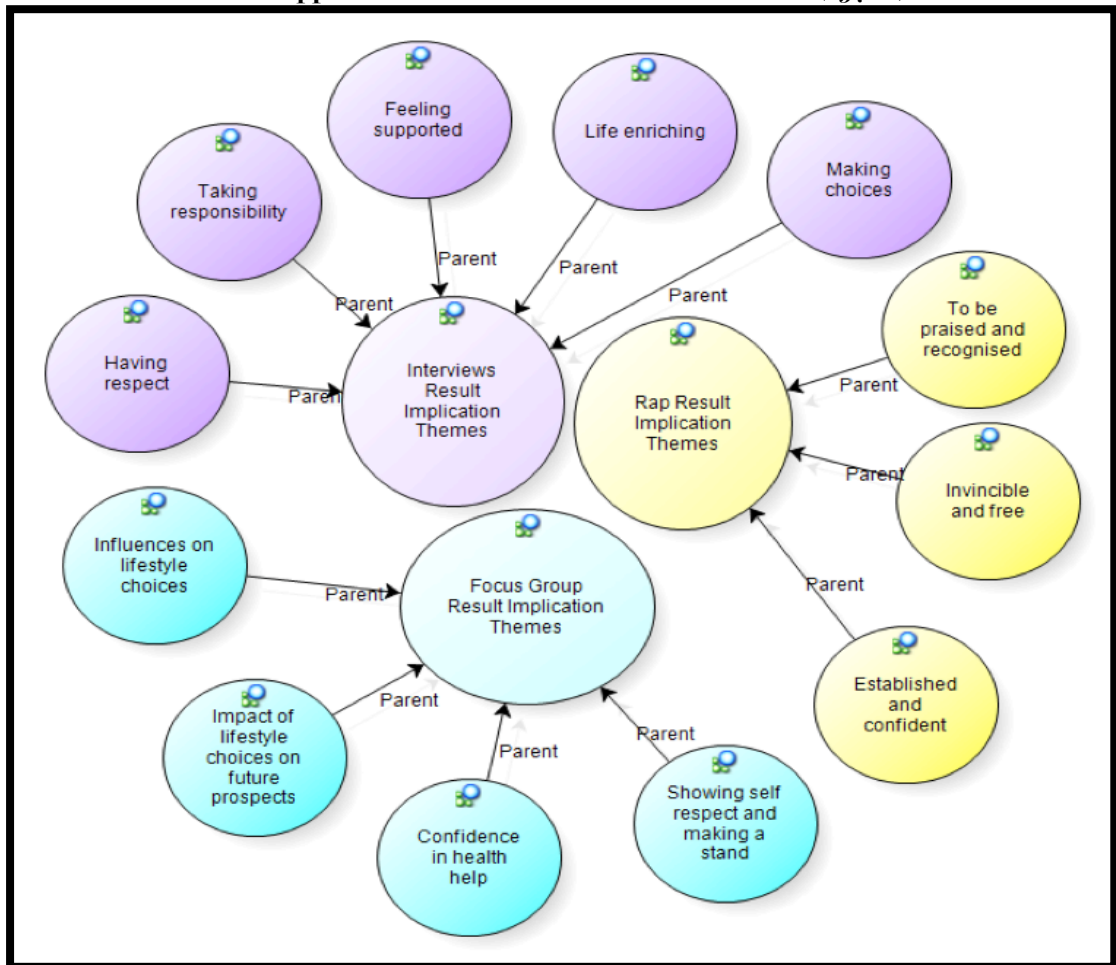 Feeling
supported
Life enriching
Making
choices
Taking
responsibility
Parent
Parent
Parent
Parent
To be
praised and
recognised
Having
respect
Parent
Interviews
Result
Implication
Themes
Rap Result
Implication
Themes
Parent
Parent
Invincible
and free
Influences on
lifestyle
choices
Parent
Focus Group
Result Implication
Themes
Parent
Established
and
confident
Impact of
lifestyle
choices on
future
prospects
Parent
Parent
Parent
Confidence
in health
help
Showing self
respect and
making a
stand